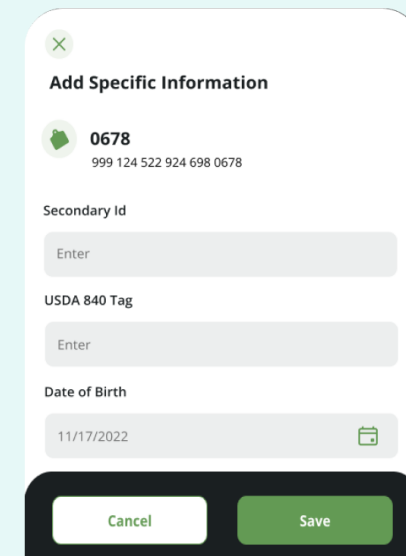 Add Specific Information
0678
999 124 522 924 698 0678
Secondary Id
Enter
USDA 840 Tag
Enter
Date of Birth
11/17/2022
Cancel
Save